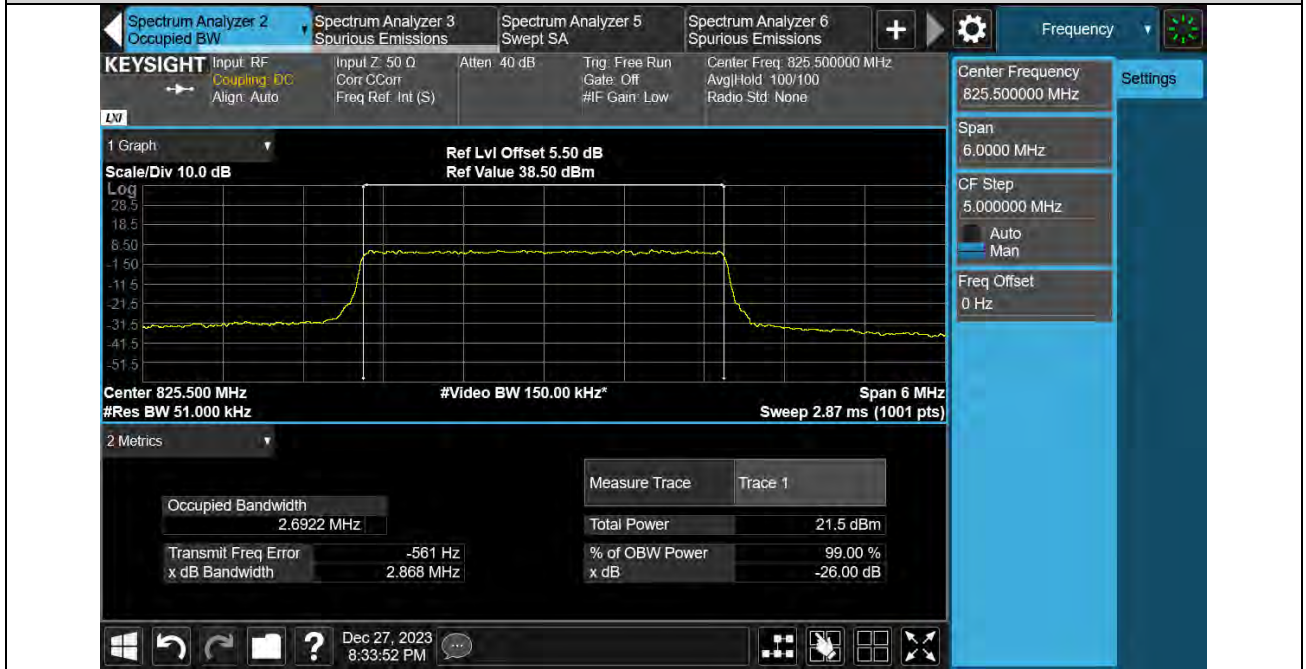 Spectrum Analyzer 2
Occupied BW
Spectrum Analyzer 3
Spurious Emissions
Spectrum Analyzer 5
Swept SA
Spectrum Analyzer 6
Spurious Emissions
+
Frequency
KEYSIGHT
LXI
Input: RF
Coupling: DC
Align: Auto
Input Z: 50 Ω
Corr CCorr
Freq Ref: Int (S)
Atten: 40 dB
Trig: Free Run
Gate: Off
#IF Gain: Low
Center Freq: 825.500000 MHz
Avg|Hold: 100/100
Radio Std: None
Center Frequency
825.500000 MHz
Settings
Span
6.0000 MHz
CF Step
5.000000 MHz
Auto
Man
Freq Offset
0 Hz
1 Graph
Scale/Div 10.0 dB
Ref Lvl Offset 5.50 dB
Ref Value 38.50 dBm
Log
28.5
18.5
8.50
-1.50
-11.5
-21.5
-31.5
-41.5
-51.5
Center 825.500 MHz
#Video BW 150.00 kHz*
Span 6 MHz
#Res BW 51.000 kHz
Sweep 2.87 ms (1001 pts)
2 Metrics
Measure Trace
Trace 1
Occupied Bandwidth
2.6922 MHz
Total Power
21.5 dBm
Transmit Freq Error
-561 Hz
% of OBW Power
99.00 %
x dB Bandwidth
2.868 MHz
x dB
-26.00 dB
?
Dec 27, 2023
8:33:52 PM